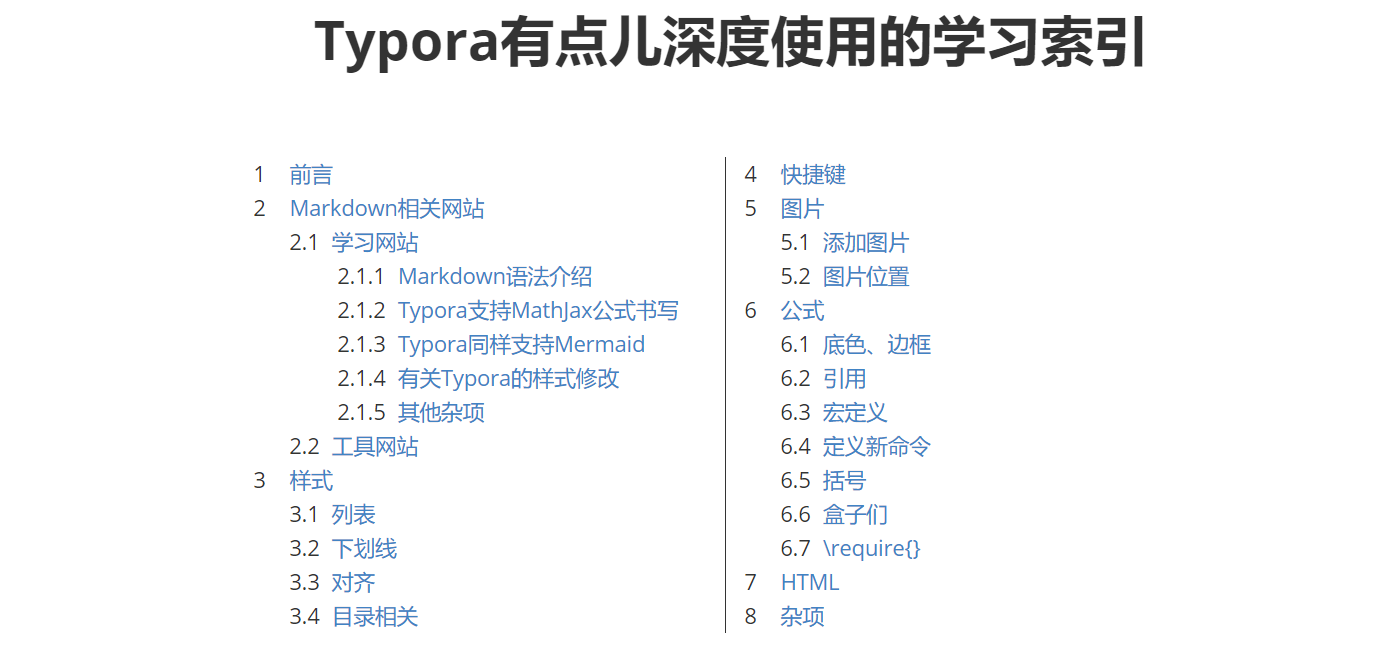 Typora有点儿深度使用的学习索引
1 前言
2 Markdown相关网站
2.1 学习网站
2.1.1 Markdown语法介绍
2.1.2 Typora支持MathJax公式书写
2.1.3 Typora同样支持Mermaid
2.1.4 有关Typora的样式修改
2.1.5 其他杂项
2.2 工具网站
3 样式
3.1 列表
3.2 下划线
3.3 对齐
3.4 目录相关
4 快捷键
5 图片
5.1 添加图片
5.2 图片位置
6 公式
6.1 底色、边框
6.2 引用
6.3 宏定义
6.4 定义新命令
6.5 括号
6.6 盒子们
6.7 \require{}
7 HTML
8 杂项